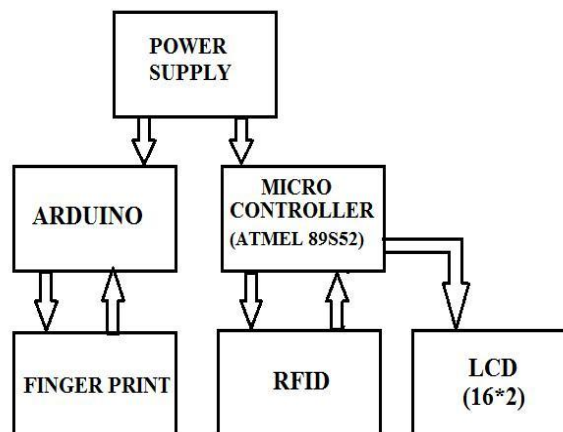 POWER
SUPPLY
ARDUINO
MICRO
CONTROLLER
(ATMEL 89S52)
FINGER PRINT
RFID
LCD
(16*2)